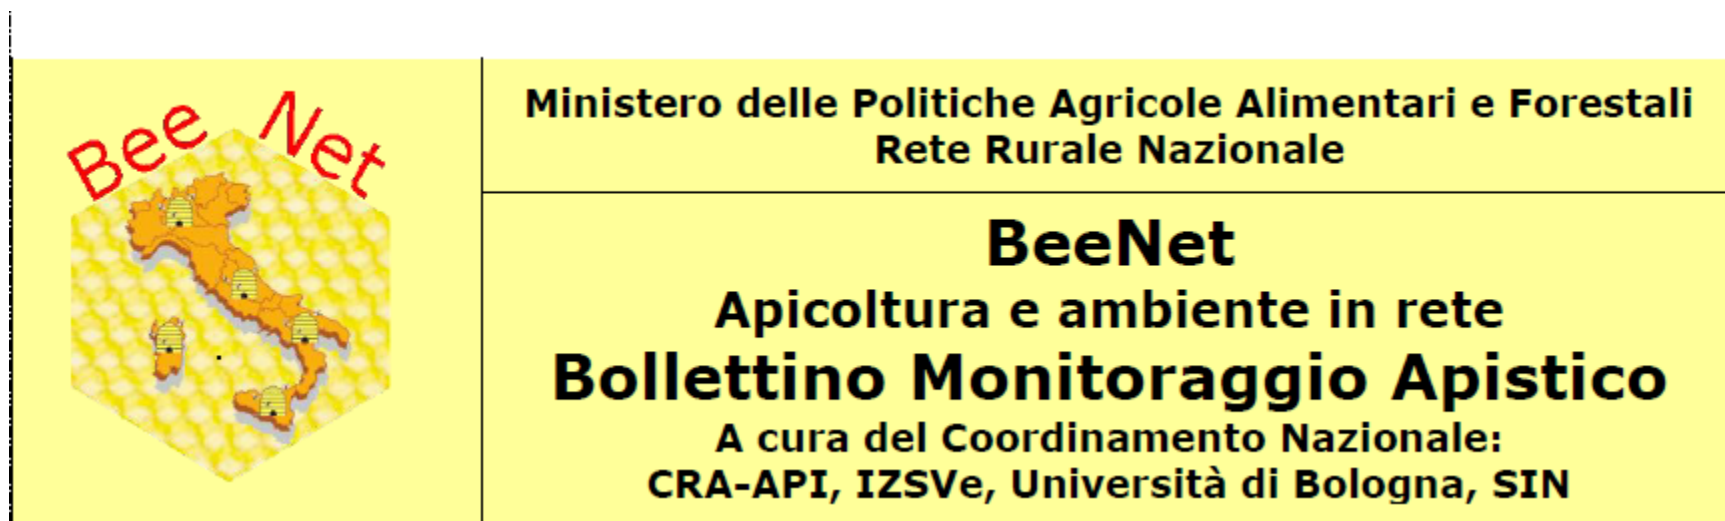 Bee Net
Ministero delle Politiche Agricole Alimentari e Forestali
Rete Rurale Nazionale
BeeNet
Apicoltura e ambiente in rete
Bollettino Monitoraggio Apistico
A cura del Coordinamento Nazionale:
CRA-API, IZSVe, Università di Bologna, SIN